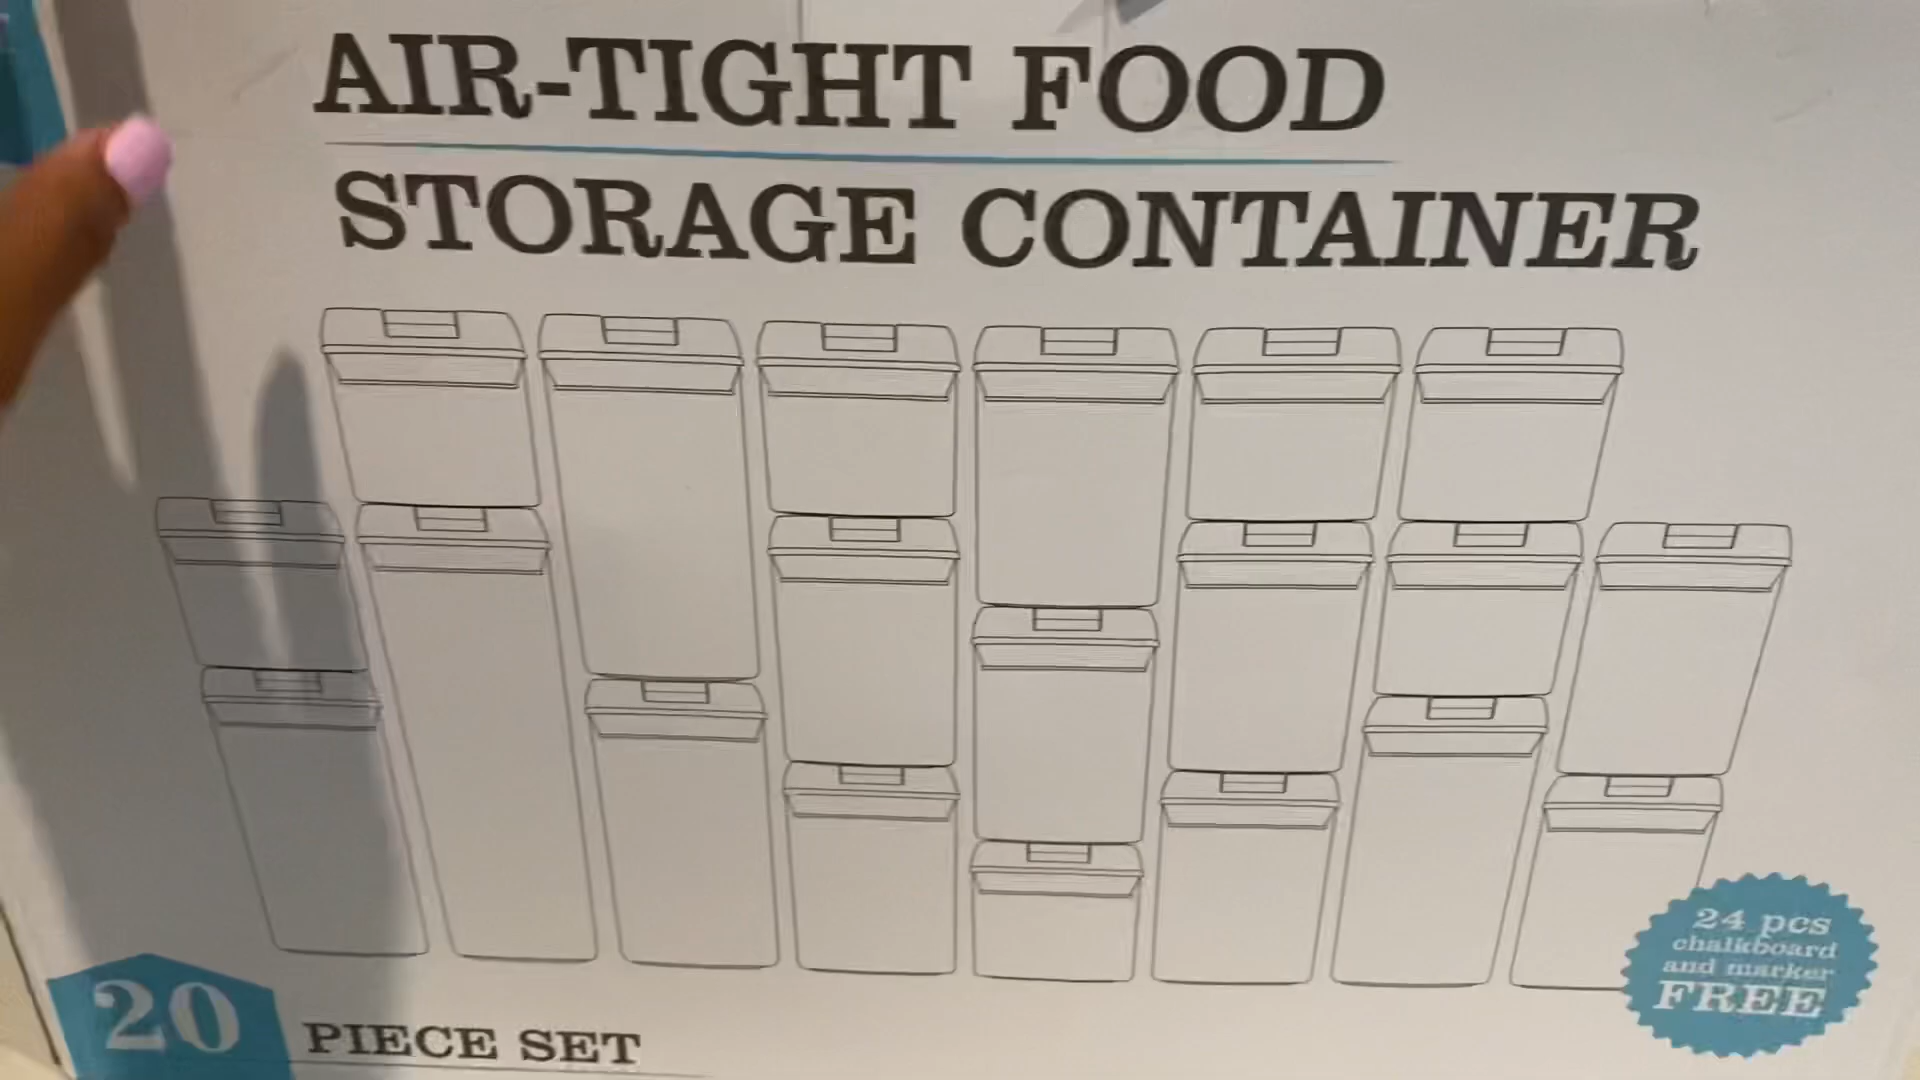 AIR-TIGHT FOOD
STORAGE CONTAINER
24 pcs
chalkboard
and marker
FREE
20
PIECE SET